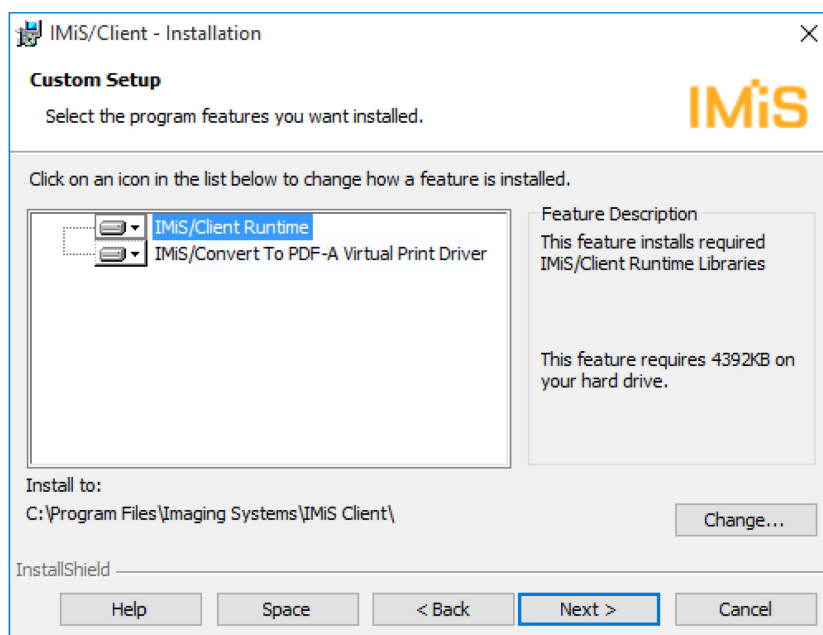 IMiS/Client - Installation
Custom Setup
Select the program features you want installed.
IMiS
Click on an icon in the list below to change how a feature is installed.
IMiS/Client Runtime
IMiS/Convert To PDF-A Virtual Print Driver
Feature Description
This feature installs required
IMiS/Client Runtime Libraries
This feature requires 4392KB on
your hard drive.
Install to:
C:\Program Files\Imaging Systems\IMiS Client\
Change...
InstallShield
Help
Space
< Back
Next >
Cancel